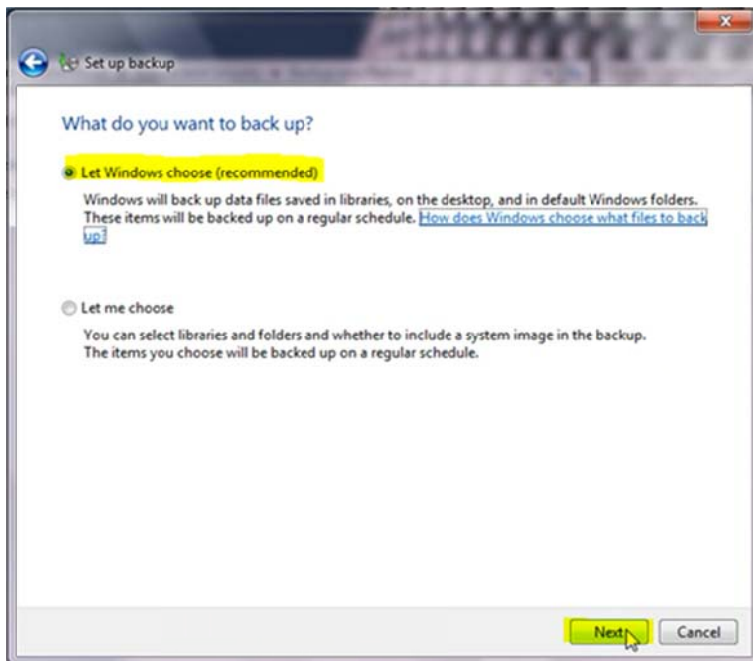 Set up backup
What do you want to back up?
Let Windows choose (recommended)
Windows will back up data files saved in libraries, on the desktop, and in default Windows folders.
These items will be backed up on a regular schedule. How does Windows choose what files to back
up?
Let me choose
You can select libraries and folders and whether to include a system image in the backup.
The items you choose will be backed up on a regular schedule.
Next Cancel